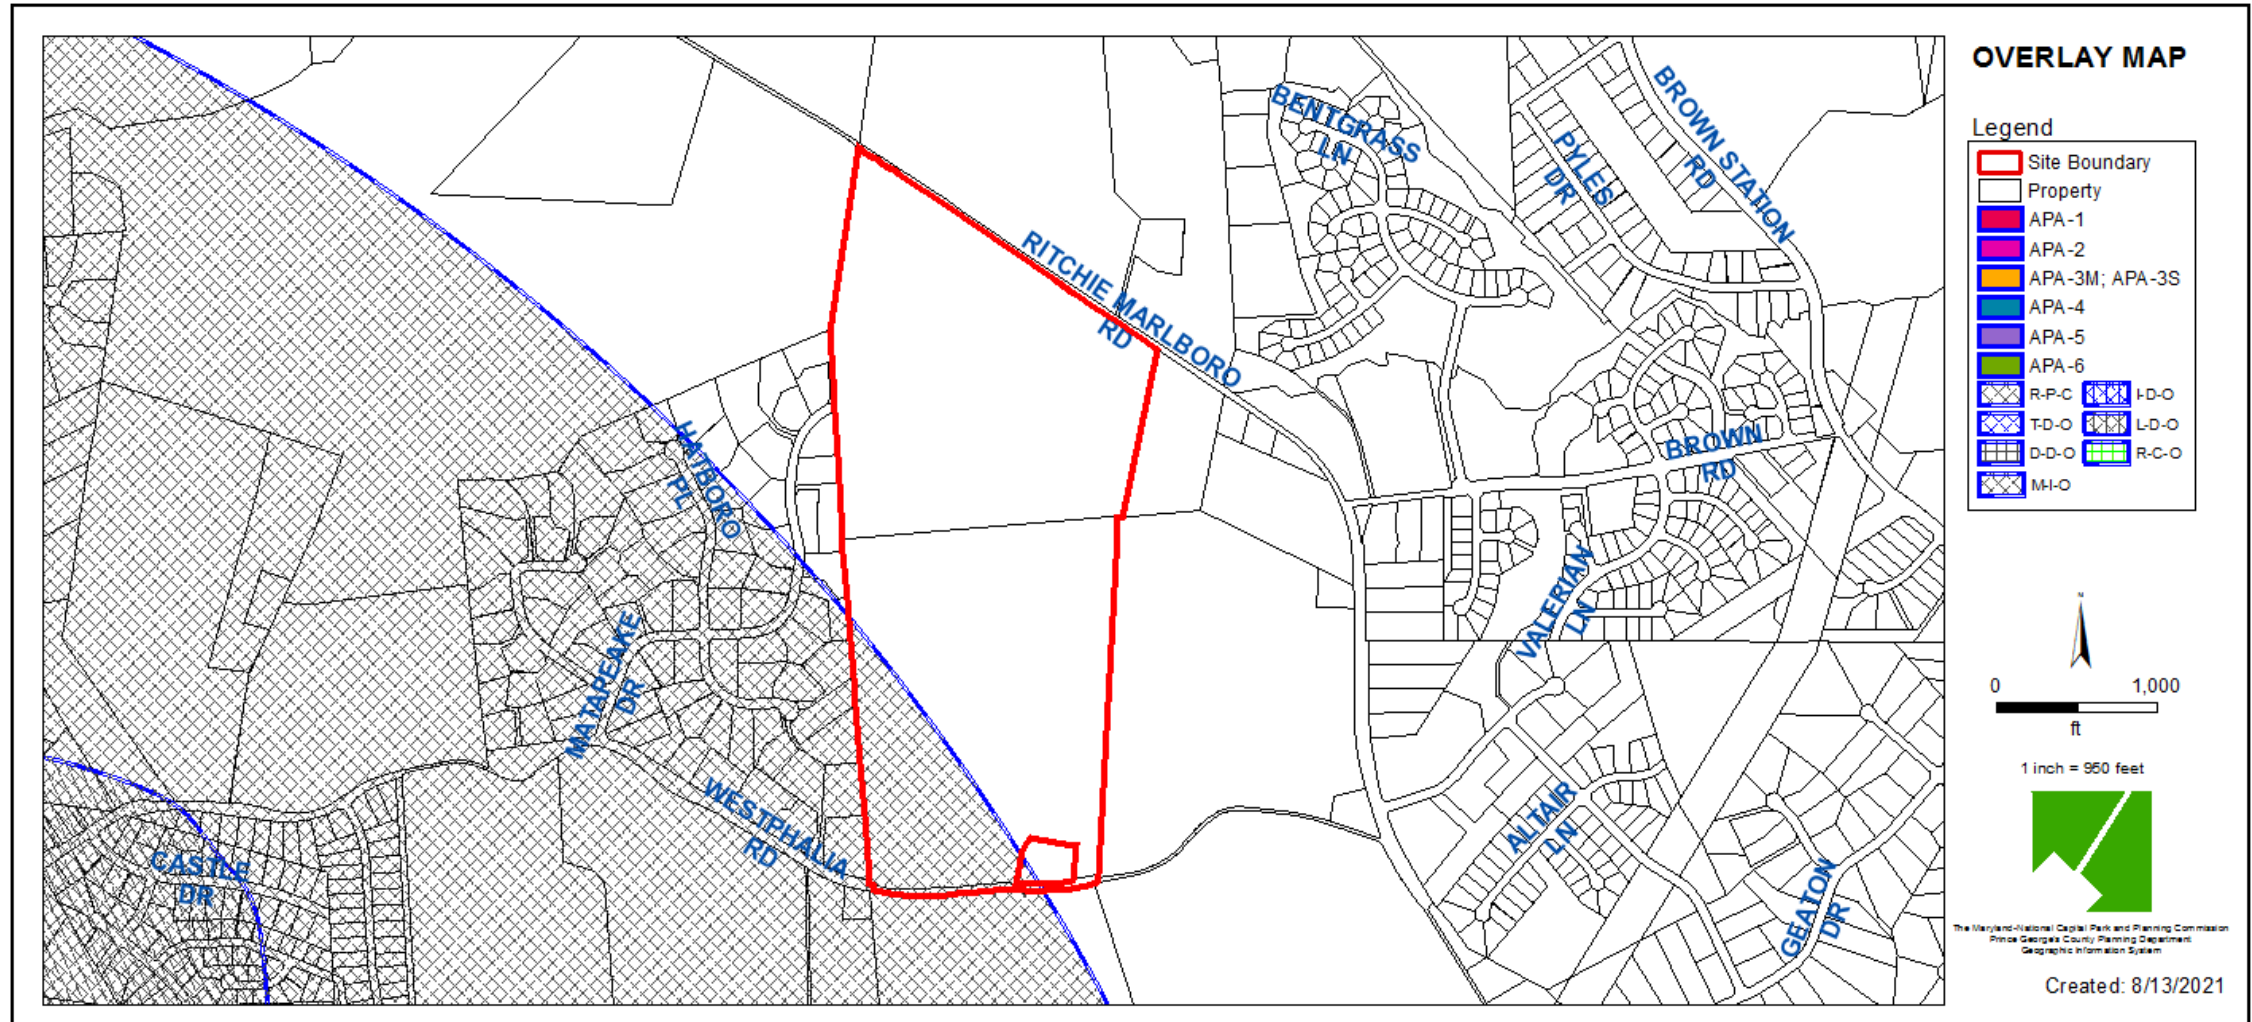 OVERLAY MAP
Legend
Site Boundary
Property
APA-1
APA-2
APA-3M; APA-3S
APA-4
APA-5
APA-6
R-P-C
I-D-O
T-D-O
L-D-O
D-D-O
R-C-O
M-I-O
N
0 1,000
ft
1 inch = 950 feet
The Maryland-National Capital Park and Planning Commission
Prince George's County Planning Department
Geographic Information System
Created: 8/13/2021
BENTGRASS
LN
PYLES
DR
BROWN STATION
RD
RITCHIE MARLBORO
RD
HATBORO
PL
BROWN
RD
VALERIAN
LN
MATAPEAKE
DR
WESTPHALIA
RD
CASTLE
DR
ALTAIR
LN
GEATON
DR